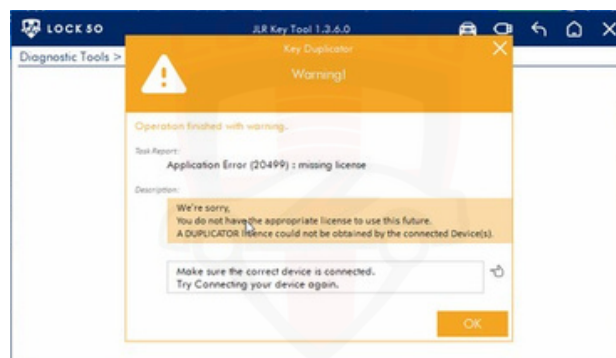 LOCK 50
JLR Key Tool 1.3.6.0
Diagnostic Tools >
Key Duplicator
Warning!
Operation finished with warning.
Task Report:
Application Error (20499) : missing license
Description:
We're sorry,
You do not have the appropriate license to use this future.
A DUPLICATOR licence could not be obtained by the connected Device(s).
Make sure the correct device is connected.
Try Connecting your device again.
OK